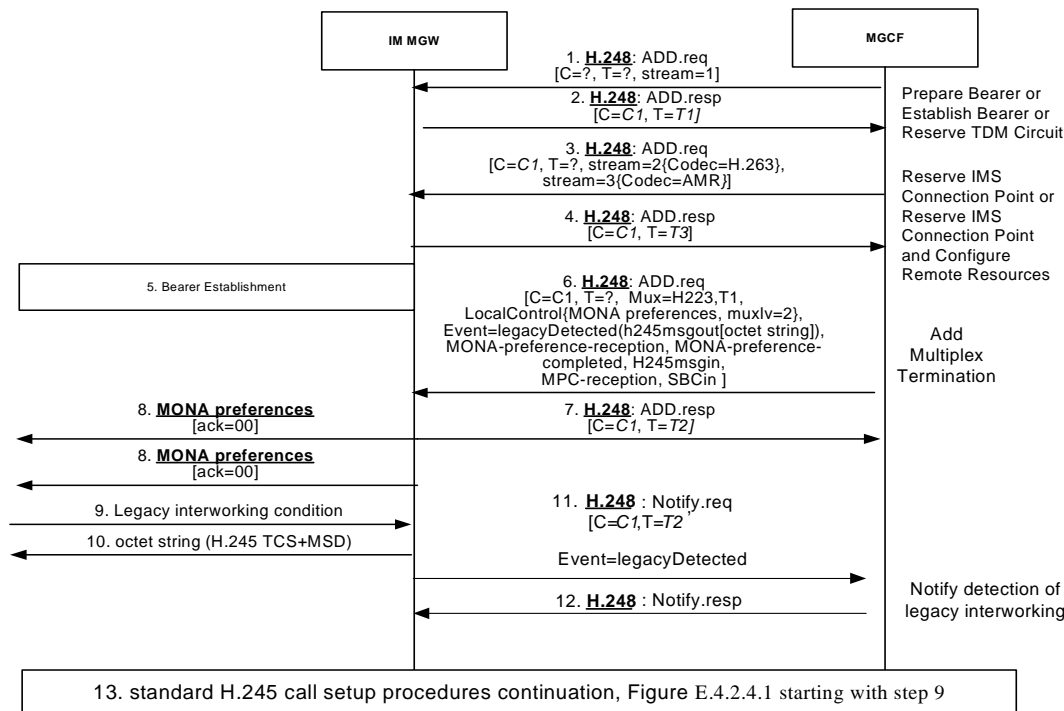 IM MGW
MGCF
1. H.248: ADD.req
[C=?, T=?, stream=1]
2. H.248: ADD.resp
[C=C1, T=T1]
Prepare Bearer or
Establish Bearer or
Reserve TDM Circuit
3. H.248: ADD.req
[C=C1, T=?, stream=2{Codec=H.263},
stream=3{Codec=AMR}]
4. H.248: ADD.resp
[C=C1, T=T3]
Reserve IMS
Connection Point or
Reserve IMS
Connection Point
and Configure
Remote Resources
5. Bearer Establishment
6. H.248: ADD.req
[C=C1, T=?, Mux=H223,T1,
LocalControl{MONA preferences, muxlv=2},
Event=legacyDetected(h245msgout[octet string]),
MONA-preference-reception, MONA-preference-
completed, H245msgin,
MPC-reception, SBCin ]
Add
Multiplex
Termination
8. MONA preferences
[ack=00]
7. H.248: ADD.resp
[C=C1, T=T2]
8. MONA preferences
[ack=00]
9. Legacy interworking condition
10. octet string (H.245 TCS+MSD)
11. H.248 : Notify.req
[C=C1,T=T2 ,
Event=legacyDetected
12. H.248 : Notify.resp
Notify detection of
legacy interworking
13. standard H.245 call setup procedures continuation, Figure E.4.2.4.1 starting with step 9